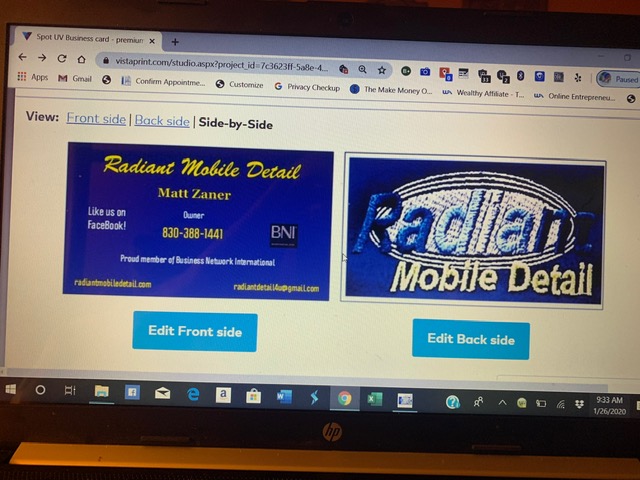 Spot UV Business card - premium
vistaprint.com/studio.aspx?project_id=7c3623ff-5a8e-4...
Paused
Apps Gmail Confirm Appointme... Customize Privacy Checkup The Make Money O... Wealthy Affiliate - T... Online Entrepreneu...
View: Front side | Back side | Side-by-Side
Radiant Mobile Detail
Matt Zaner
Owner
Like us on
FaceBook!
830-388-1441
BNI
Proud member of Business Network International
radiantmobiledetail.com
radiantdetail4u@gmail.com
Radiant
Mobile Detail
Edit Front side
Edit Back side
9:33 AM
1/26/2020
hp